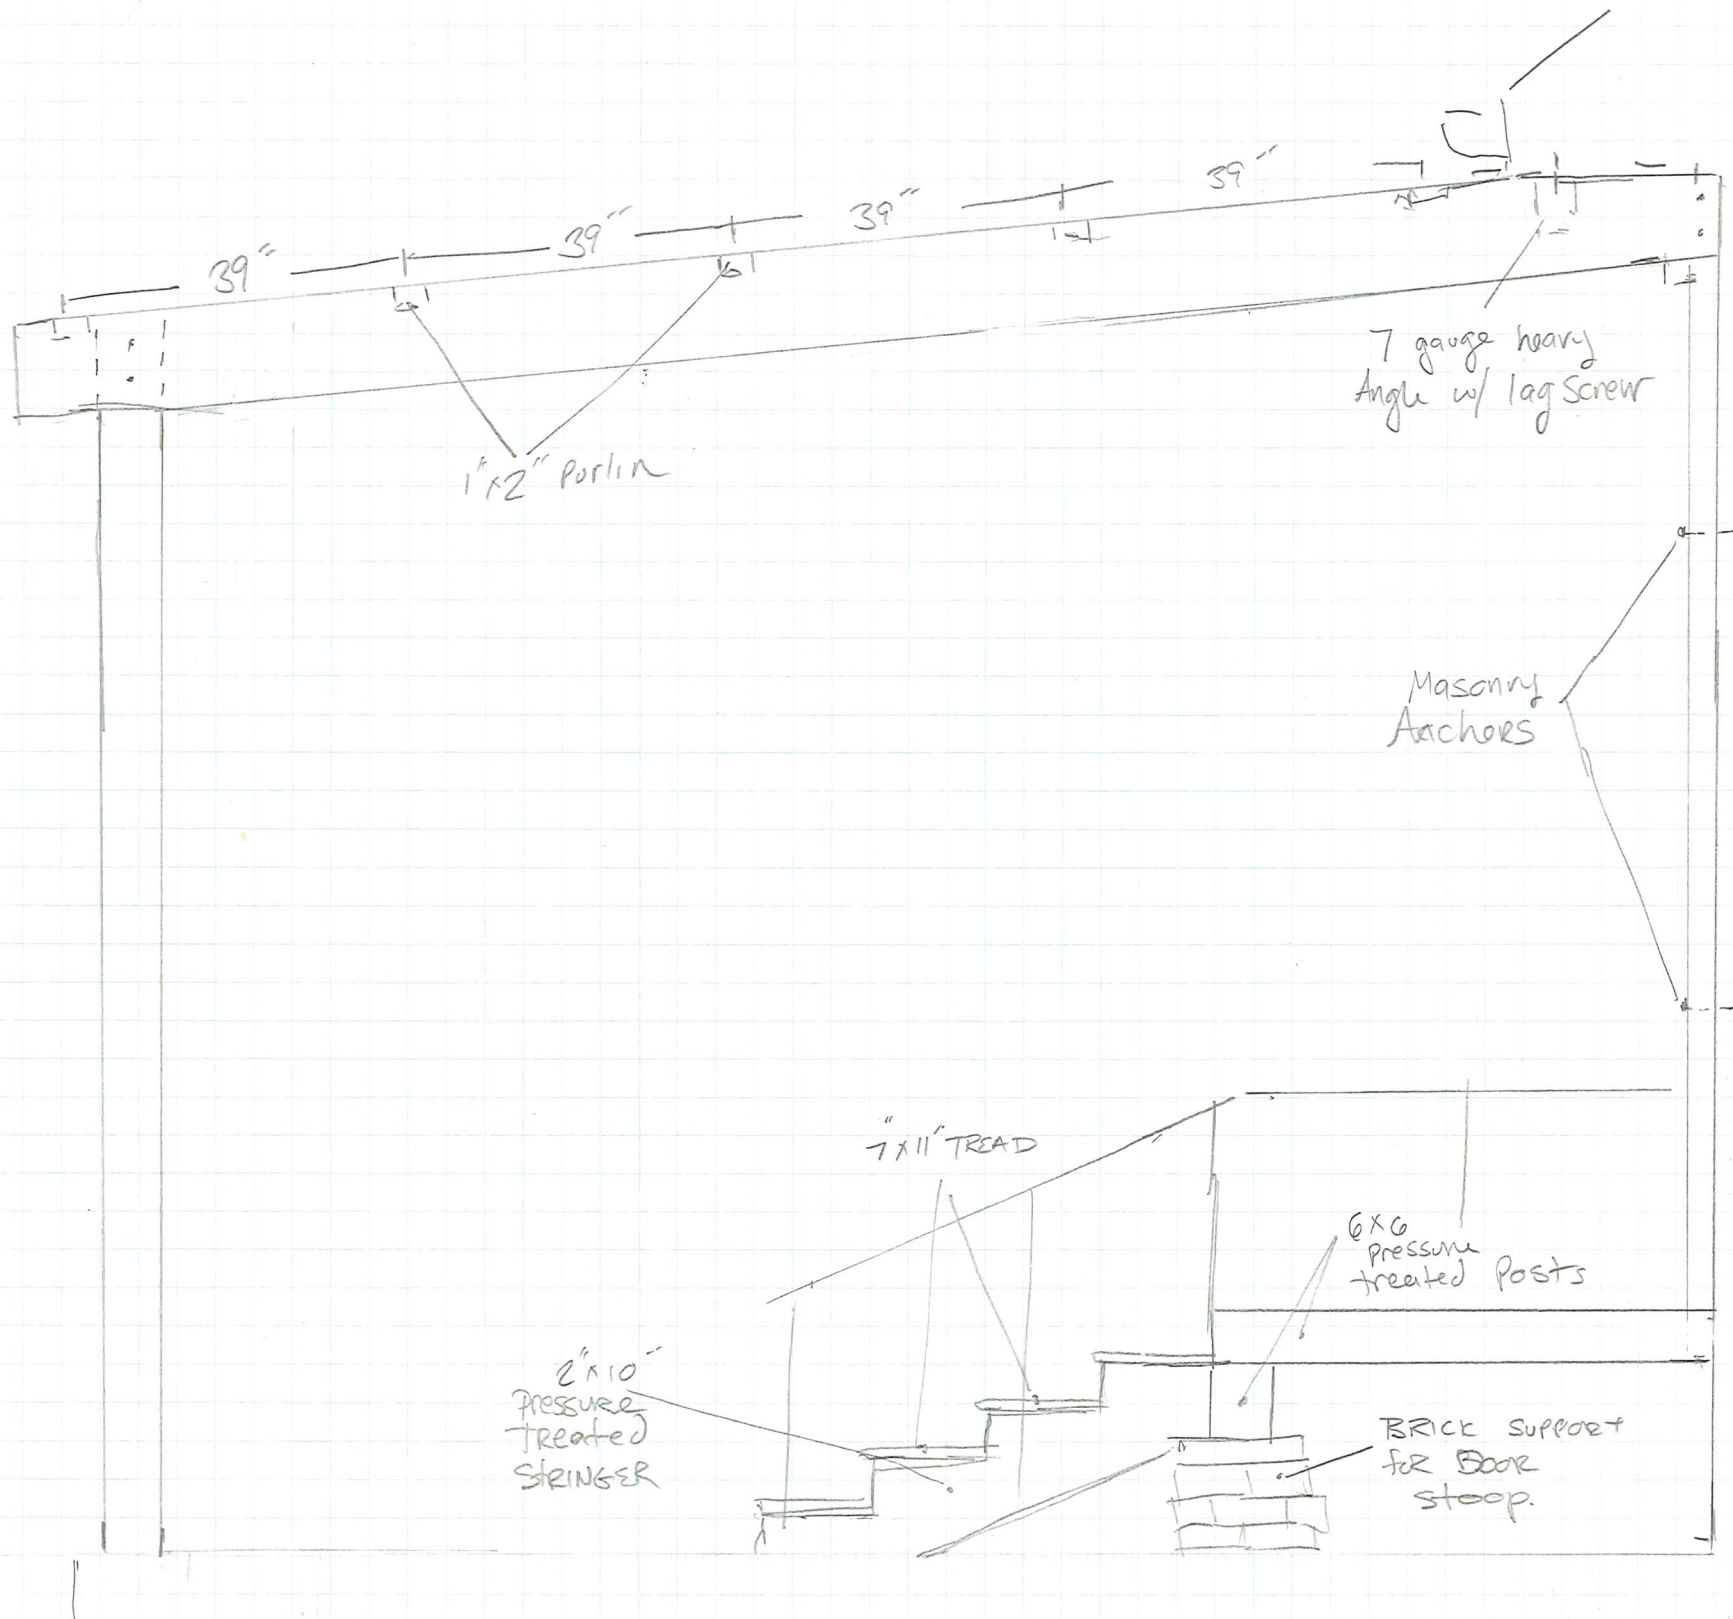 39"
39"
39"
39"
7 gauge heavy
Angle w/ lag screw
1"x2" Purlin
Masonry
Anchors
7"x11" TREAD
6x6
pressure
treated Posts
2"x10"
Pressure
Treated
STRINGER
BRICK SUPPORT
FOR DOOR
stoop.